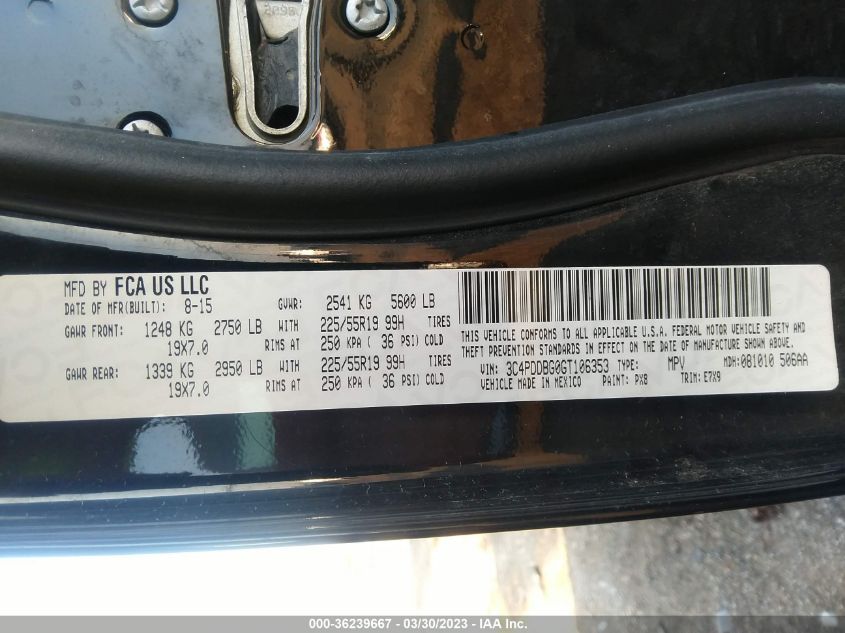 2098
MFD BY FCA US LLC
DATE OF MFR(BUILT): 8-15 GVWR: 2541 KG 5600 LB
GAWR FRONT: 1248 KG 2750 LB WITH 225/55R19 99H TIRES
19X7.0 RIMS AT 250 KPA ( 36 PSI) COLD
GAWR REAR: 1339 KG 2950 LB WITH 225/55R19 99H TIRES
19X7.0 RIMS AT 250 KPA ( 36 PSI) COLD
THIS VEHICLE CONFORMS TO ALL APPLICABLE U.S.A. FEDERAL MOTOR VEHICLE SAFETY AND
THEFT PREVENTION STANDARDS IN EFFECT ON THE DATE OF MANUFACTURE SHOWN ABOVE.
VIN: 3C4PDDBG0GT106353 TYPE: MPV MDH:081010 506AA
VEHICLE MADE IN MEXICO PAINT: PX8 TRIM: E7X9
000-36239667 - 03/30/2023 - IAA Inc.